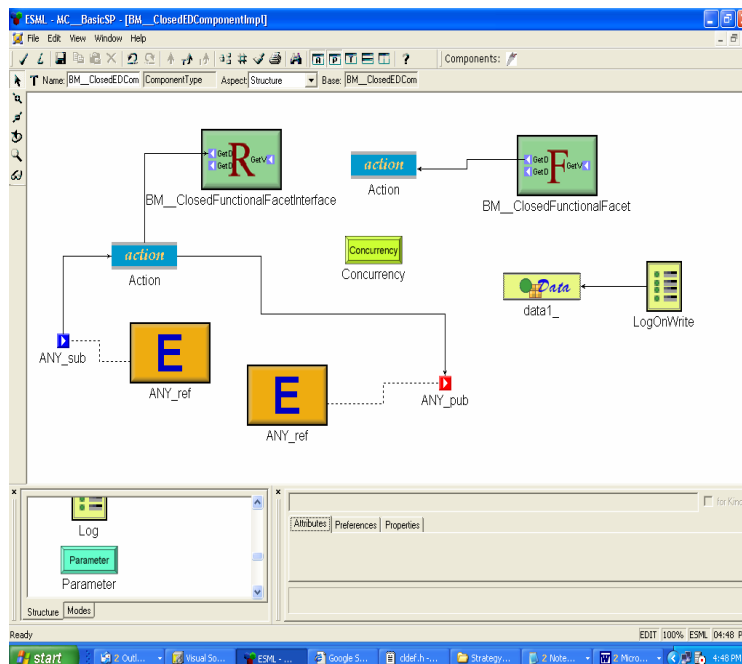 ESML - MC__BasicSP - [BM__ClosedEDComponentImpl]
File Edit View Window Help
Components:
T Name: BM__ClosedEDCom ComponentType Aspect: Structure Base: BM__ClosedEDCom
GetD GetD R GetV
BM__ClosedFunctionalFacetInterface
action
Action
GetD GetD F GetV
BM__ClosedFunctionalFacet
action
Action
Concurrency
Concurrency
Data
data1_
LogOnWrite
ANY_sub
E
ANY_ref
E
ANY_ref
ANY_pub
Log
Parameter
Parameter
Structure Modes
for Kind
Attributes Preferences Properties
Ready
EDIT 100% ESML 04:48 P
start 2 Outl... Visual So... ESML - ... Google S... cldef.h -... Strategy... 2 Note... 2 Micro... 4:48 PM